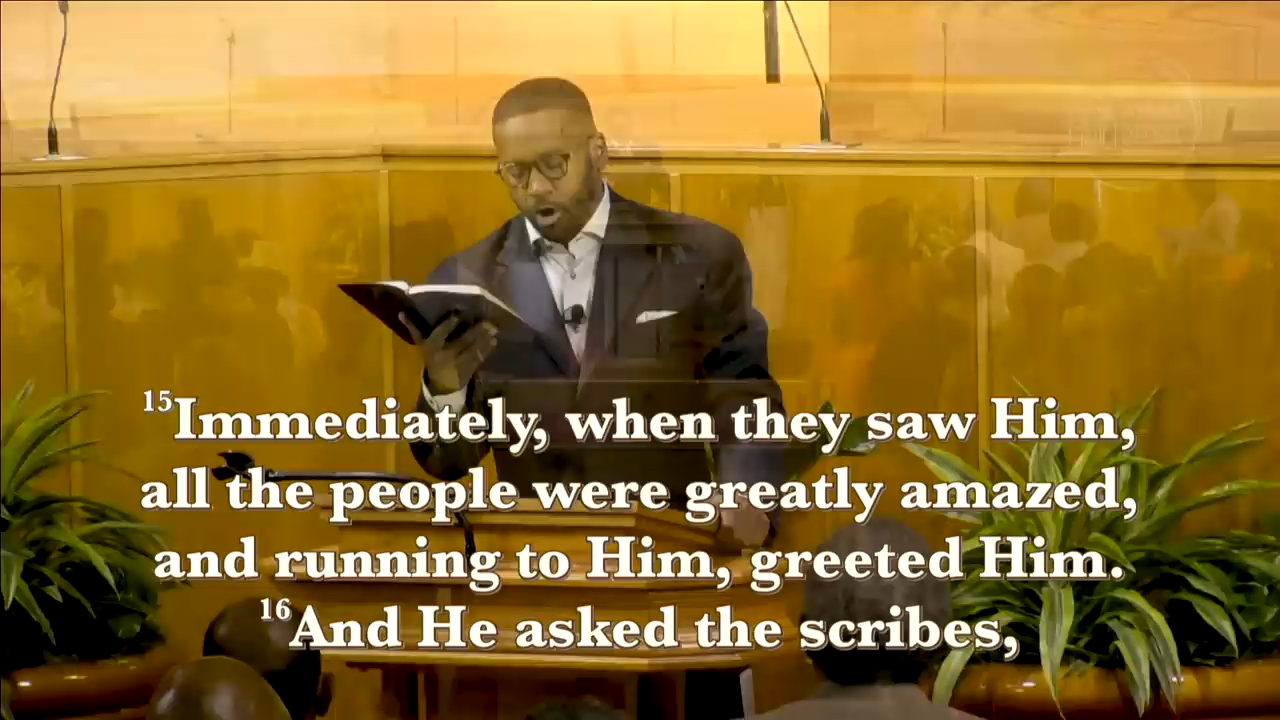 15Immediately, when they saw Him,
all the people were greatly amazed,
and running to Him, greeted Him.
16And He asked the scribes,